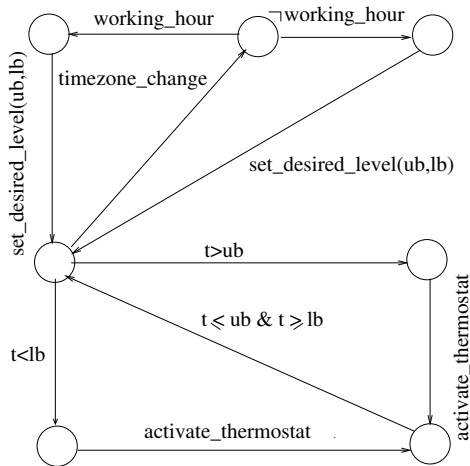 working_hour
¬working_hour
timezone_change
set_desired_level(ub,lb)
set_desired_level(ub,lb)
t>ub
t⩽ub & t⩾lb
t<lb
activate_thermostat
activate_thermostat